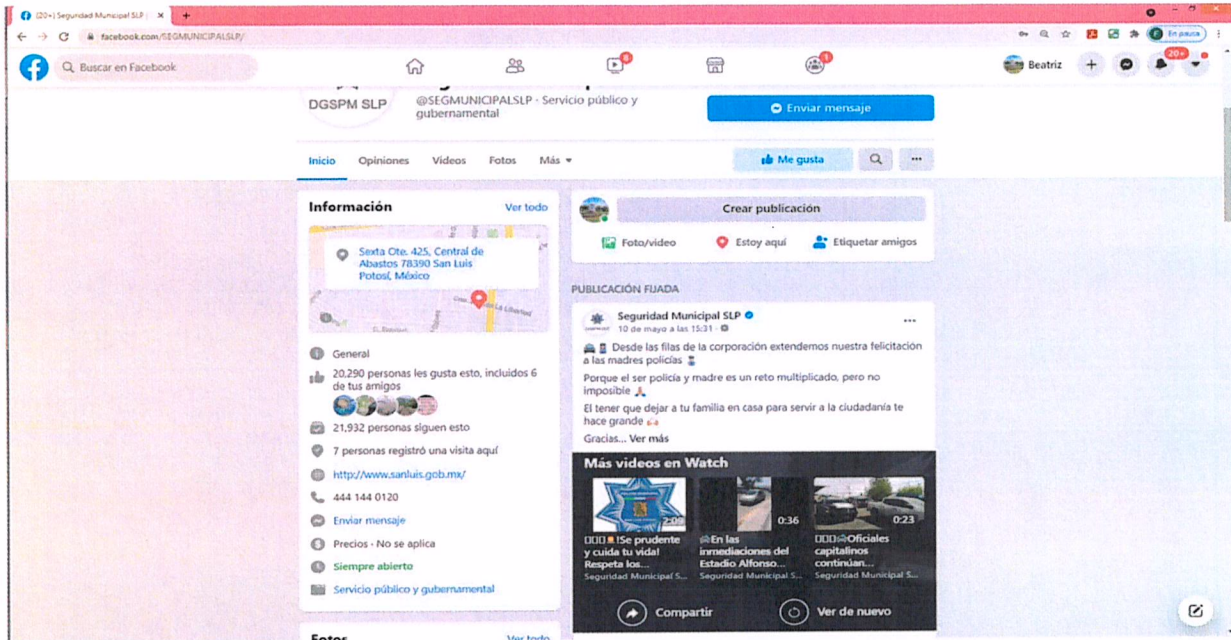 (20+) Seguridad Municipal SLP |
facebook.com/SEGMUNICIPALSLP/
En pausa
Buscar en Facebook
8
1
Beatriz
20+
DGSPM SLP
@SEGMUNICIPALSLP · Servicio público y
gubernamental
Enviar mensaje
Inicio Opiniones Videos Fotos Más
Me gusta
Información Ver todo
Sexta Ote. 425, Central de
Abastos 78390 San Luis
Potosí, México
La Libertad
General
20,290 personas les gusta esto, incluidos 6
de tus amigos
21,932 personas siguen esto
7 personas registró una visita aquí
http://www.sanluis.gob.mx/
444 144 0120
Enviar mensaje
Precios · No se aplica
Siempre abierto
Servicio público y gubernamental
Fotos Ver todo
Crear publicación
Foto/video Estoy aquí Etiquetar amigos
PUBLICACIÓN FIJADA
Seguridad Municipal SLP
10 de mayo a las 15:31 ·
Desde las filas de la corporación extendemos nuestra felicitación
a las madres policías
Porque el ser policía y madre es un reto multiplicado, pero no
imposible
El tener que dejar a tu familia en casa para servir a la ciudadanía te
hace grande
Gracias... Ver más
Más videos en Watch
2:09
0:36
0:23
!Se prudente
y cuida tu vida!
Respeta los...
Seguridad Municipal S...
En las
inmediaciones del
Estadio Alfonso...
Seguridad Municipal S...
Oficiales
capitalinos
continúan...
Seguridad Municipal S...
Compartir
Ver de nuevo